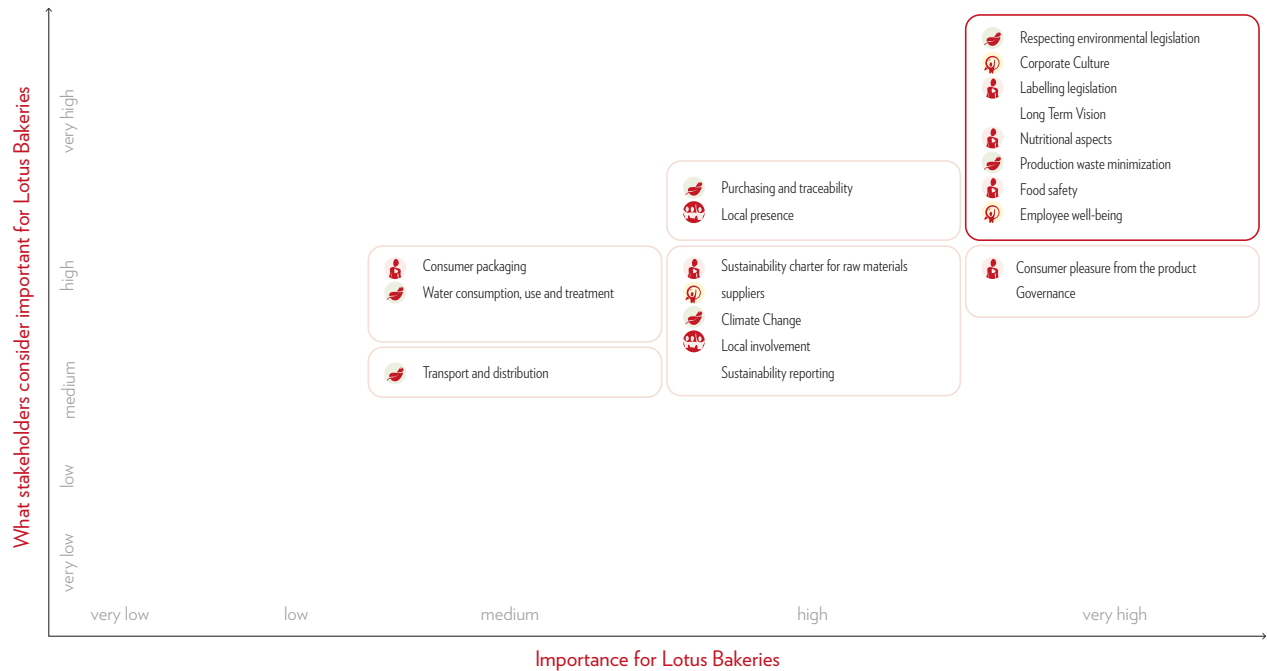 What stakeholders consider important for Lotus Bakeries
very high
high
medium
low
very low
Respecting environmental legislation
Corporate Culture
Labelling legislation
Long Term Vision
Nutritional aspects
Production waste minimization
Food safety
Employee well-being
Purchasing and traceability
Local presence
Consumer packaging
Water consumption, use and treatment
Sustainability charter for raw materials
suppliers
Climate Change
Local involvement
Sustainability reporting
Consumer pleasure from the product
Governance
Transport and distribution
very low
low
medium
high
very high
Importance for Lotus Bakeries